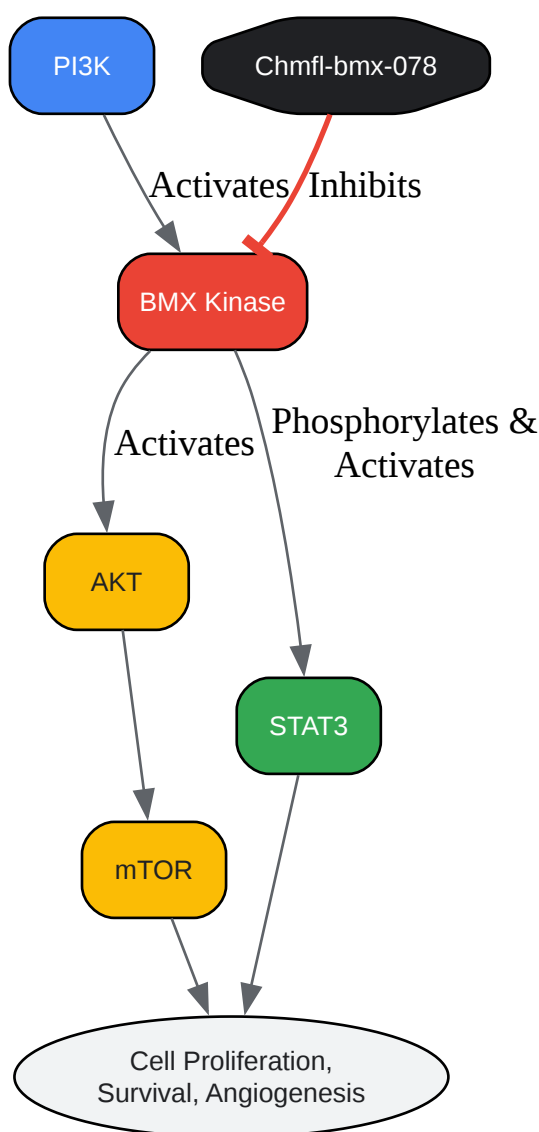 PI3K
Chmfl-bmx-078
Activates
Inhibits
BMX Kinase
Activates
Phosphorylates &
Activates
AKT
STAT3
mTOR
Cell Proliferation,
Survival, Angiogenesis